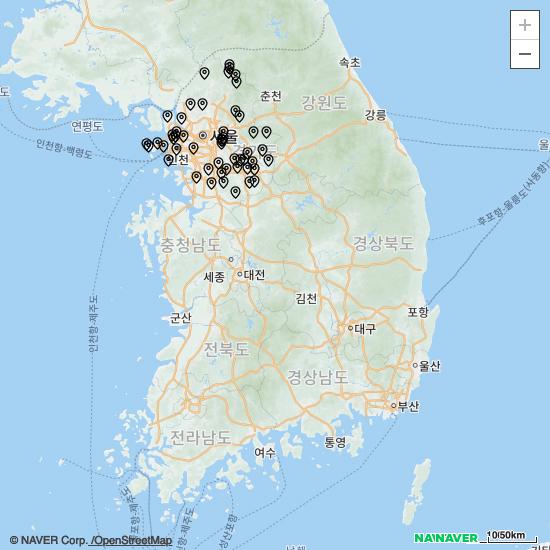 +
−
속초
춘천
강원도
강릉
연평도
인천항-백령도
서울
인천
울
후포항-울릉도(사동항)
충청남도
경상북도
세종
대전
김천
군산
포항
인천항-제주도
전북도
대구
경상남도
울산
부산
전라남도
여수
통영
© NAVER Corp. /OpenStreetMap
NAVER
10/50km